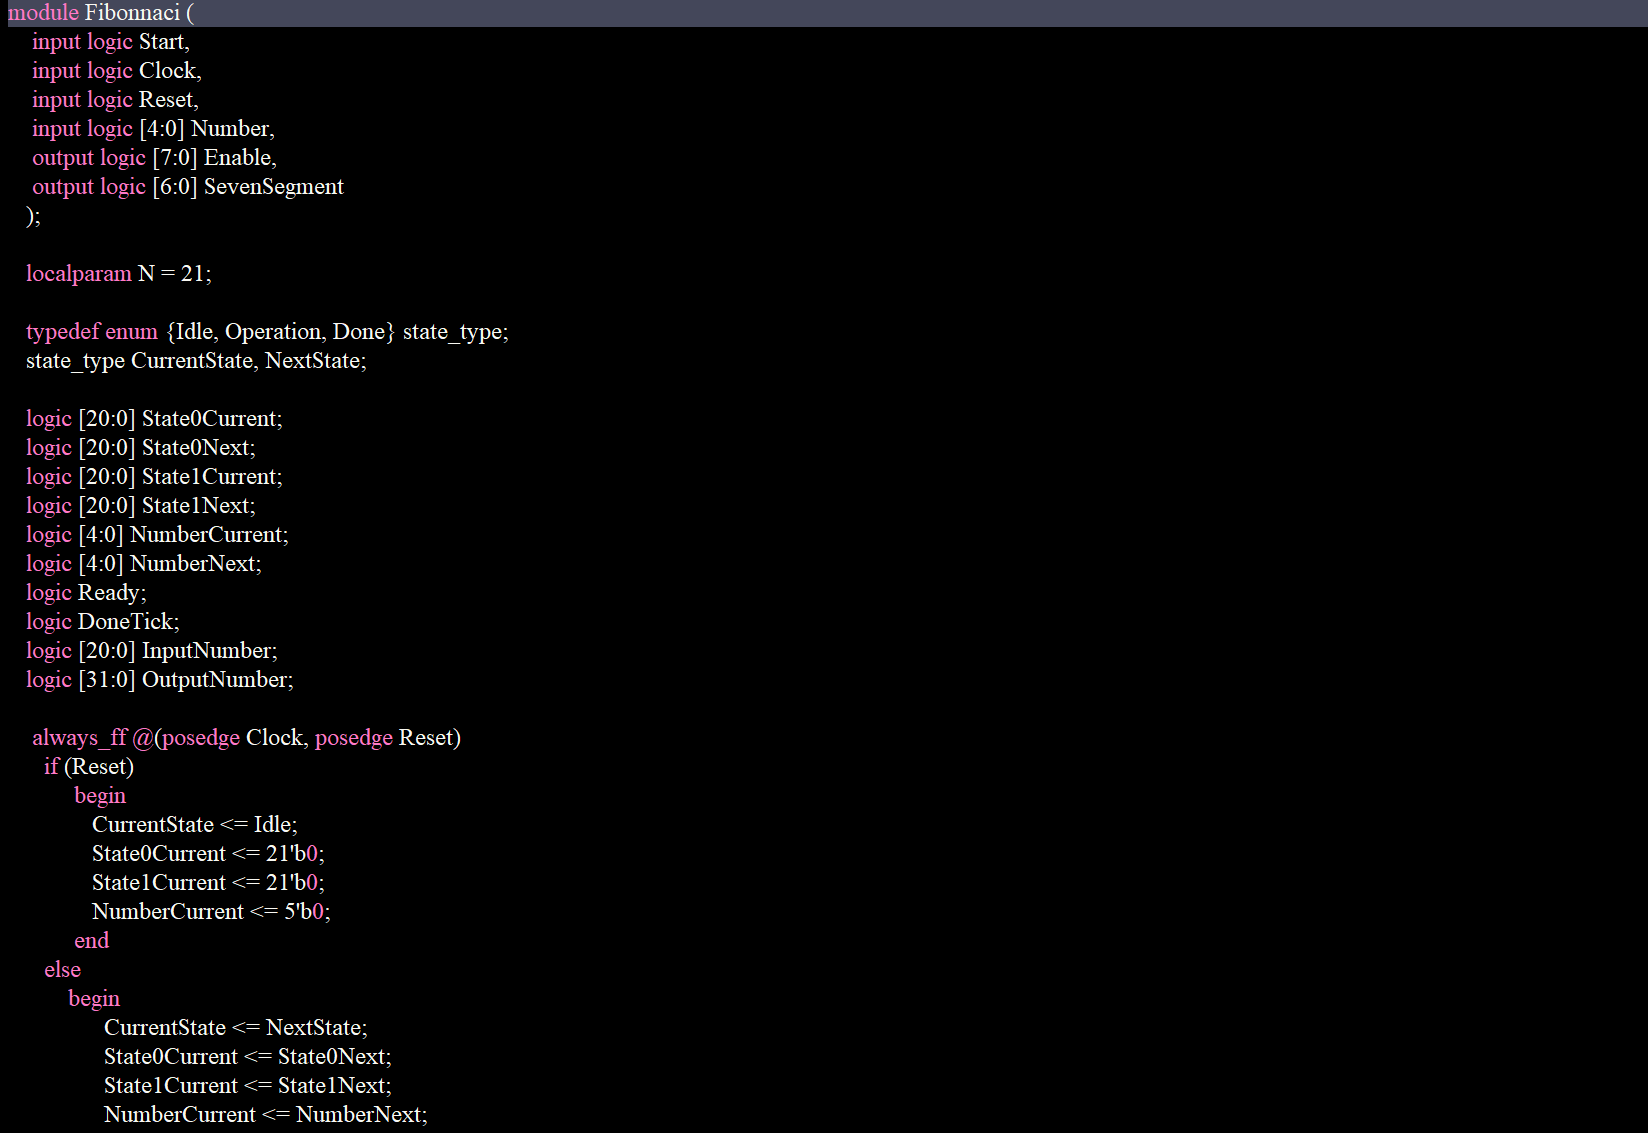 module Fibonnaci (
input logic Start,
input logic Clock,
input logic Reset,
input logic [4:0] Number,
output logic [7:0] Enable,
output logic [6:0] SevenSegment
);
localparam N = 21;
typedef enum {Idle, Operation, Done} state_type;
state_type CurrentState, NextState;
logic [20:0] State0Current;
logic [20:0] State0Next;
logic [20:0] State1Current;
logic [20:0] State1Next;
logic [4:0] NumberCurrent;
logic [4:0] NumberNext;
logic Ready;
logic DoneTick;
logic [20:0] InputNumber;
logic [31:0] OutputNumber;
always_ff @(posedge Clock, posedge Reset)
if (Reset)
begin
CurrentState <= Idle;
State0Current <= 21'b0;
State1Current <= 21'b0;
NumberCurrent <= 5'b0;
end
else
begin
CurrentState <= NextState;
State0Current <= State0Next;
State1Current <= State1Next;
NumberCurrent <= NumberNext;